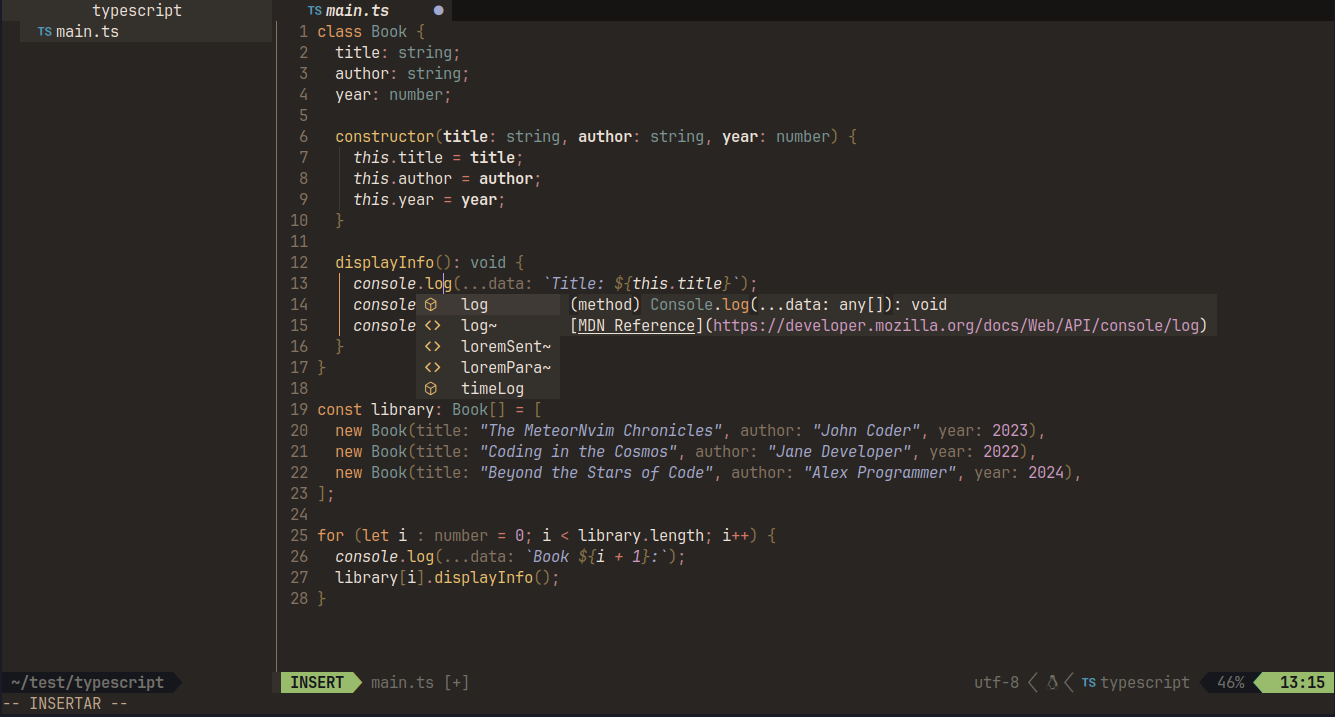 typescript
TS main.ts
TS main.ts
1 class Book {
2 title: string;
3 author: string;
4 year: number;
5
6 constructor(title: string, author: string, year: number) {
7 this.title = title;
8 this.author = author;
9 this.year = year;
10 }
11
12 displayInfo(): void {
13 console.log(...data: `Title: ${this.title}`);
14 console
15 console
16 }
17 }
18
19 const library: Book[] = [
20 new Book(title: "The MeteorNvim Chronicles", author: "John Coder", year: 2023),
21 new Book(title: "Coding in the Cosmos", author: "Jane Developer", year: 2022),
22 new Book(title: "Beyond the Stars of Code", author: "Alex Programmer", year: 2024),
23 ];
24
25 for (let i : number = 0; i < library.length; i++) {
26 console.log(...data: `Book ${i + 1}:`);
27 library[i].displayInfo();
28 }
log
log~
loremSent~
loremPara~
timeLog
(method) Console.log(...data: any[]): void
[MDN Reference](https://developer.mozilla.org/docs/Web/API/console/log)
~/test/typescript
INSERT main.ts [+]
utf-8 TS typescript 46% 13:15
-- INSERTAR --